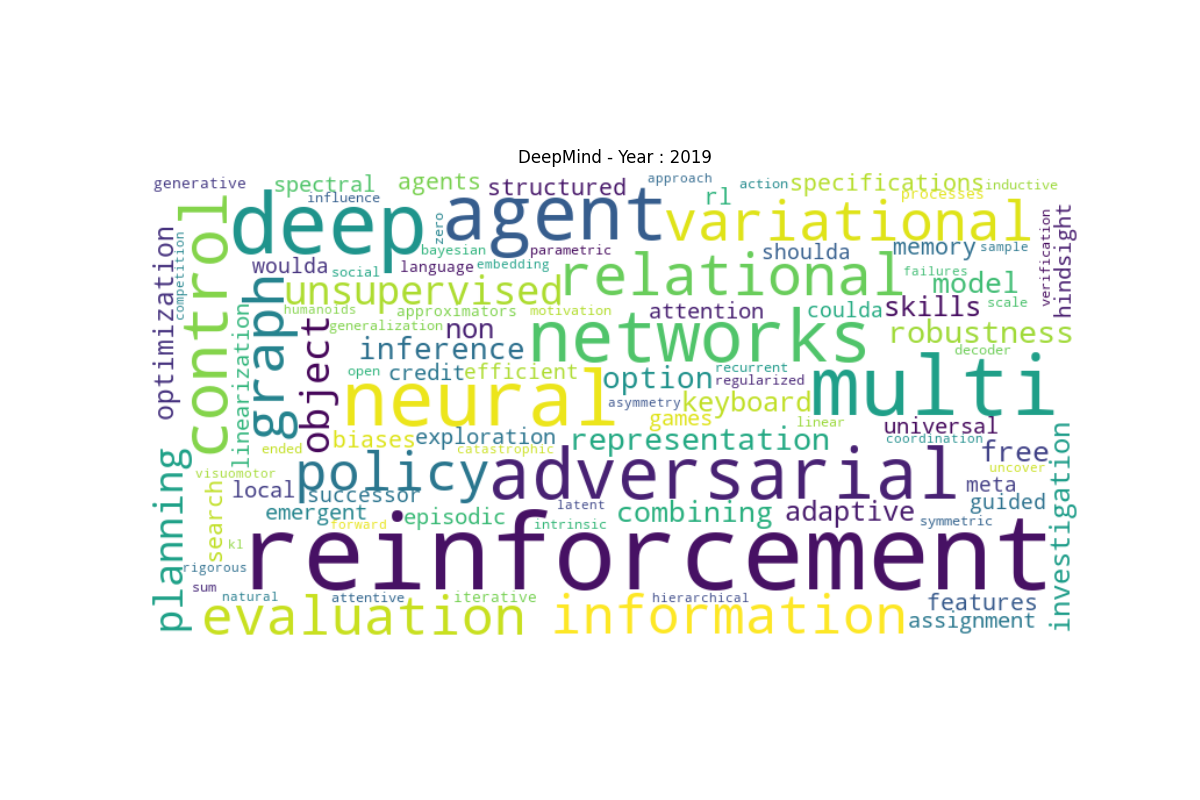 DeepMind - Year : 2019
generative
spectral
agents
structured
approach
action
specifications
inductive
influence
rl
processes
deep
agent
variational
control
zero
bayesian
parametric
shoulda
memory
sample
verification
hindsight
optimization
competition
woulda
social
language
embedding
relational
failures
model
unsupervised
humanoids
approximators
motivation
attention
coulda
skills
scale
graph
linearization
object
generalization
non
networks
robustness
inference
decoder
open
credit
efficient
option
recurrent
regularized
multi
neural
asymmetry
keyboard
games
linear
universal
biases
exploration
representation
coordination
ended
catastrophic
free
policy
adversarial
uncover
visuomotor
planning
search
local
successor
meta
guided
investigation
emergent
episodic
latent
combining
adaptive
symmetric
forward
intrinsic
kl
reinforcement
rigorous
sum
natural
attentive
iterative
hierarchical
evaluation
information
features
assignment